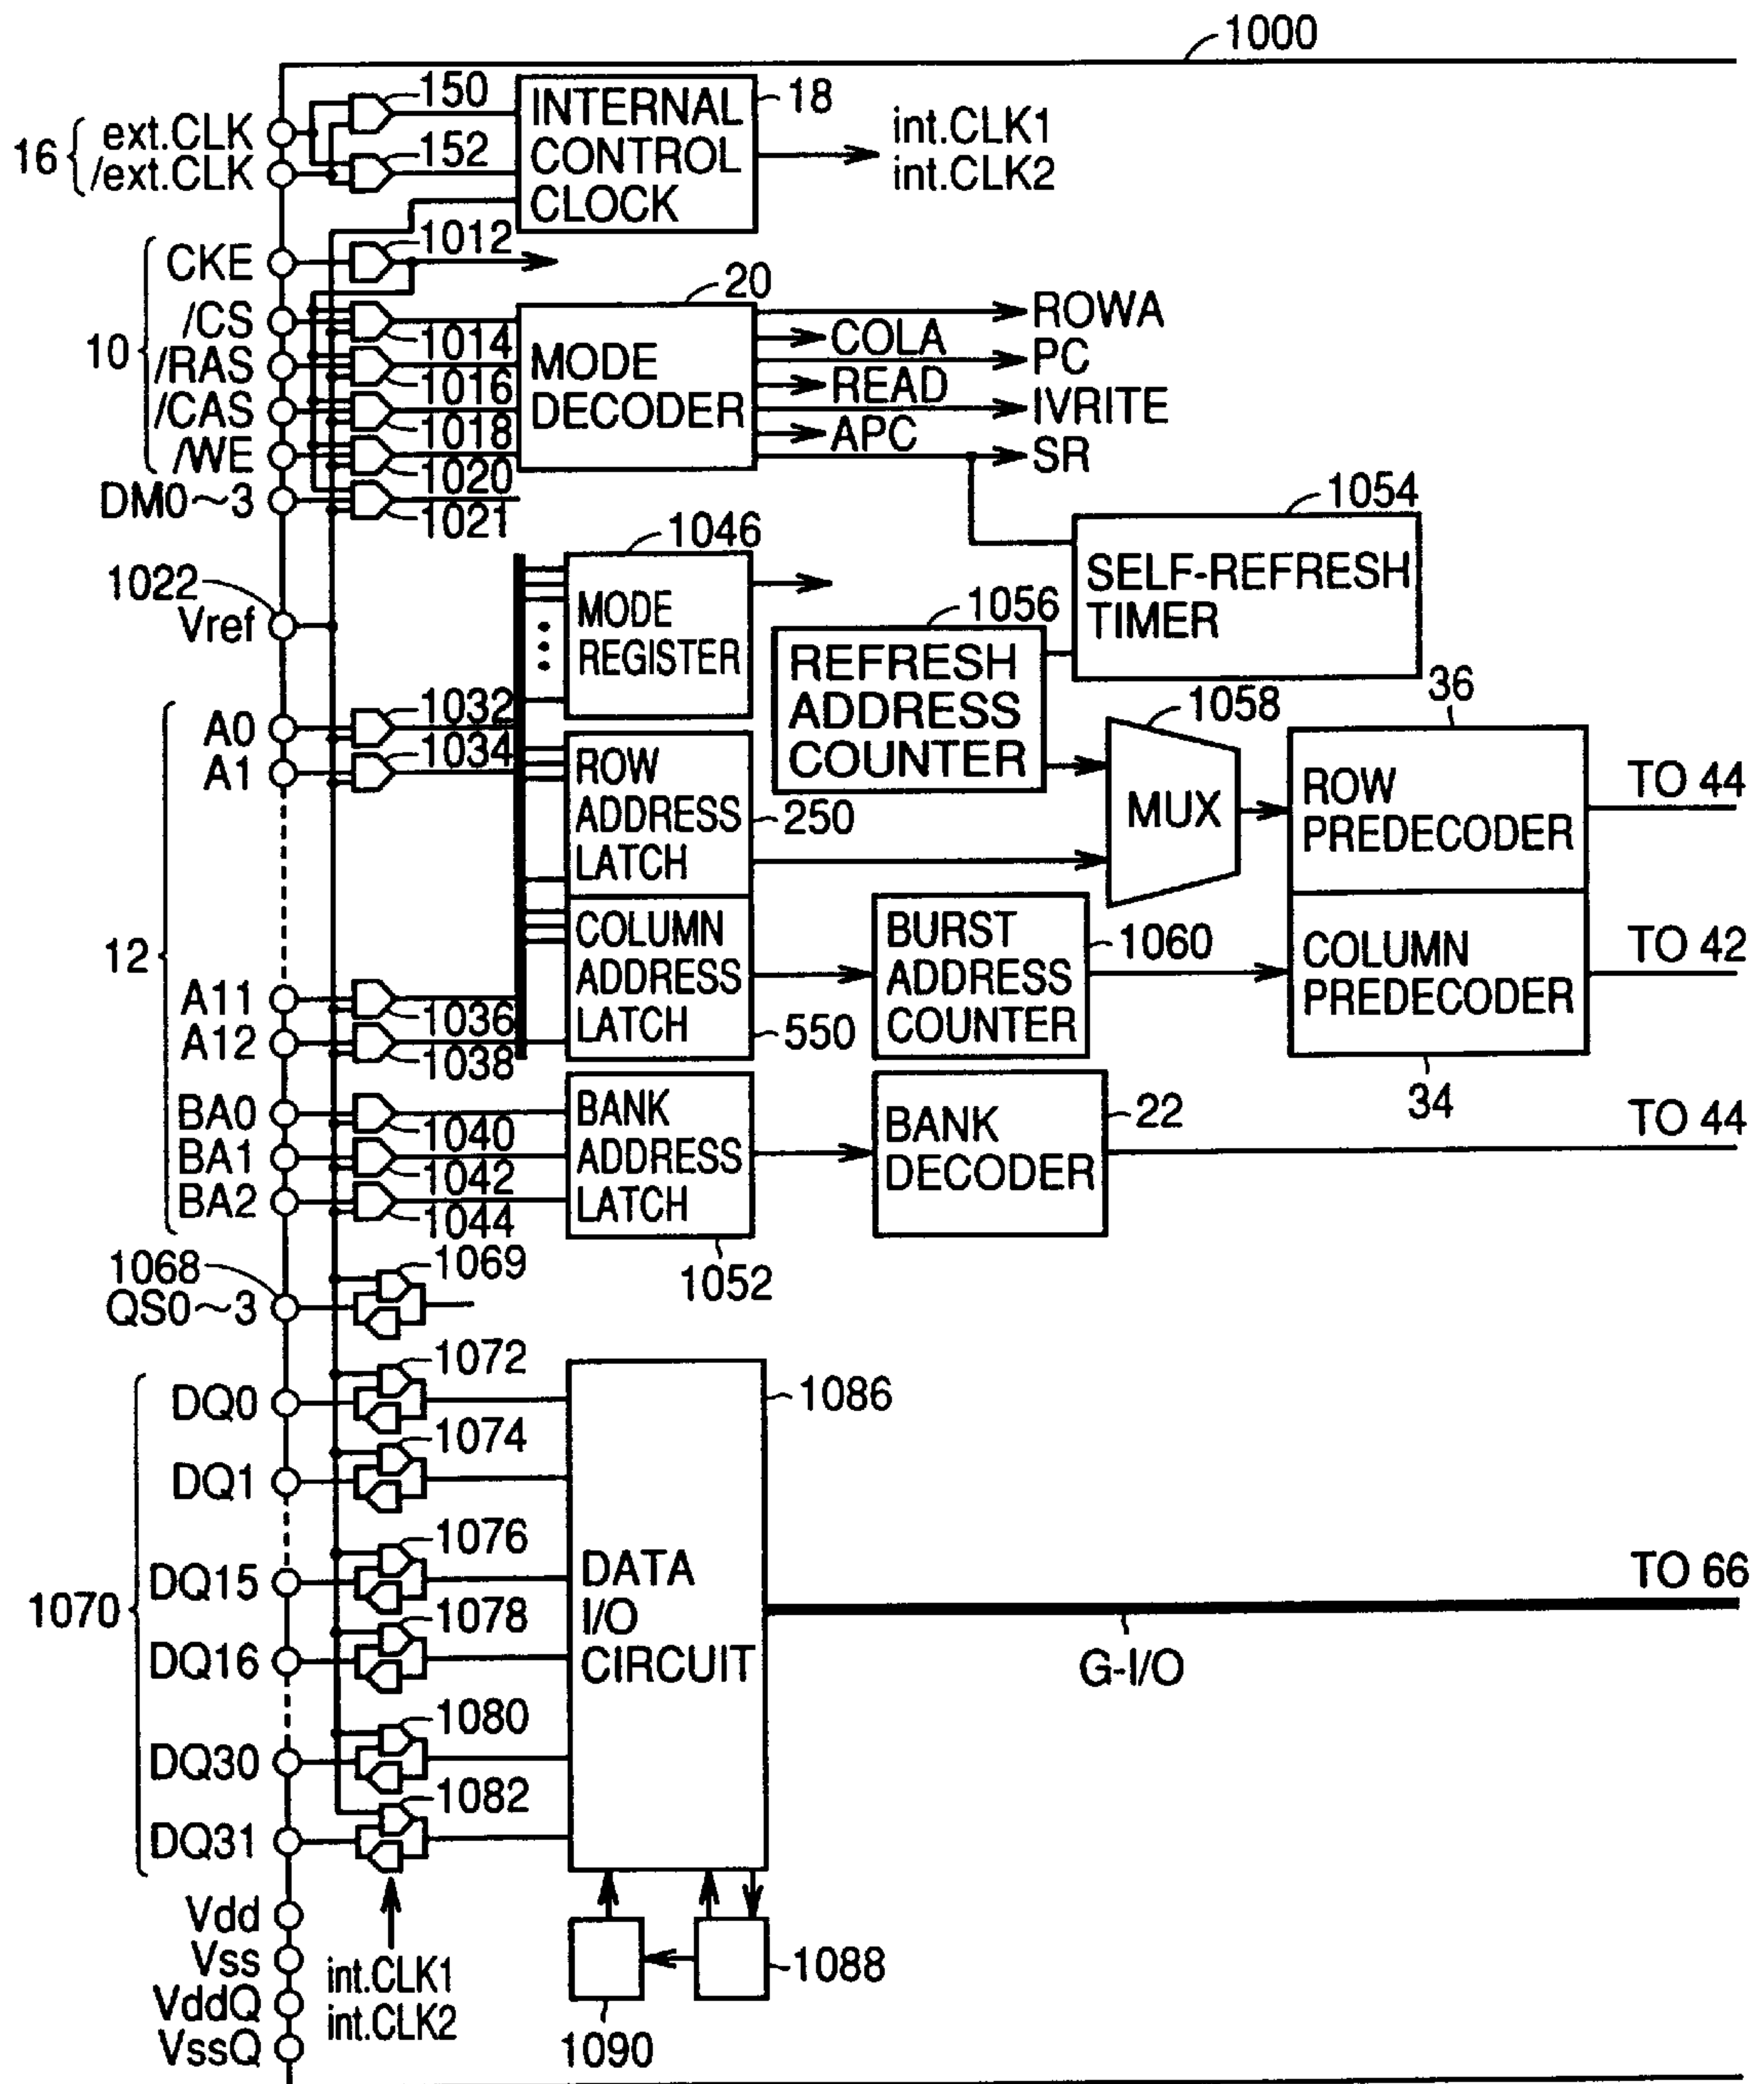 1000
16
ext.CLK
/ext.CLK
150
152
INTERNAL
CONTROL
CLOCK
18
int.CLK1
int.CLK2
10
CKE
/CS
/RAS
/CAS
/WE
DM0~3
1012
1014
1016
1018
1020
1021
20
MODE
DECODER
ROWA
COLA
PC
READ
IVRITE
APC
SR
1054
SELF-REFRESH
TIMER
1022
Vref
1046
MODE
REGISTER
1056
REFRESH
ADDRESS
COUNTER
1058
MUX
36
ROW
PREDECODER
TO 44
12
A0
A1
A11
A12
BA0
BA1
BA2
1032
1034
1036
1038
1040
1042
1044
ROW
ADDRESS
LATCH
250
COLUMN
ADDRESS
LATCH
550
BURST
ADDRESS
COUNTER
1060
COLUMN
PREDECODER
34
TO 42
BANK
ADDRESS
LATCH
1052
BANK
DECODER
22
TO 44
1068
QS0~3
1069
1070
DQ0
DQ1
DQ15
DQ16
DQ30
DQ31
1072
1074
1076
1078
1080
1082
DATA
I/O
CIRCUIT
1086
TO 66
G-I/O
Vdd
Vss
VddQ
VssQ
int.CLK1
int.CLK2
1090
1088